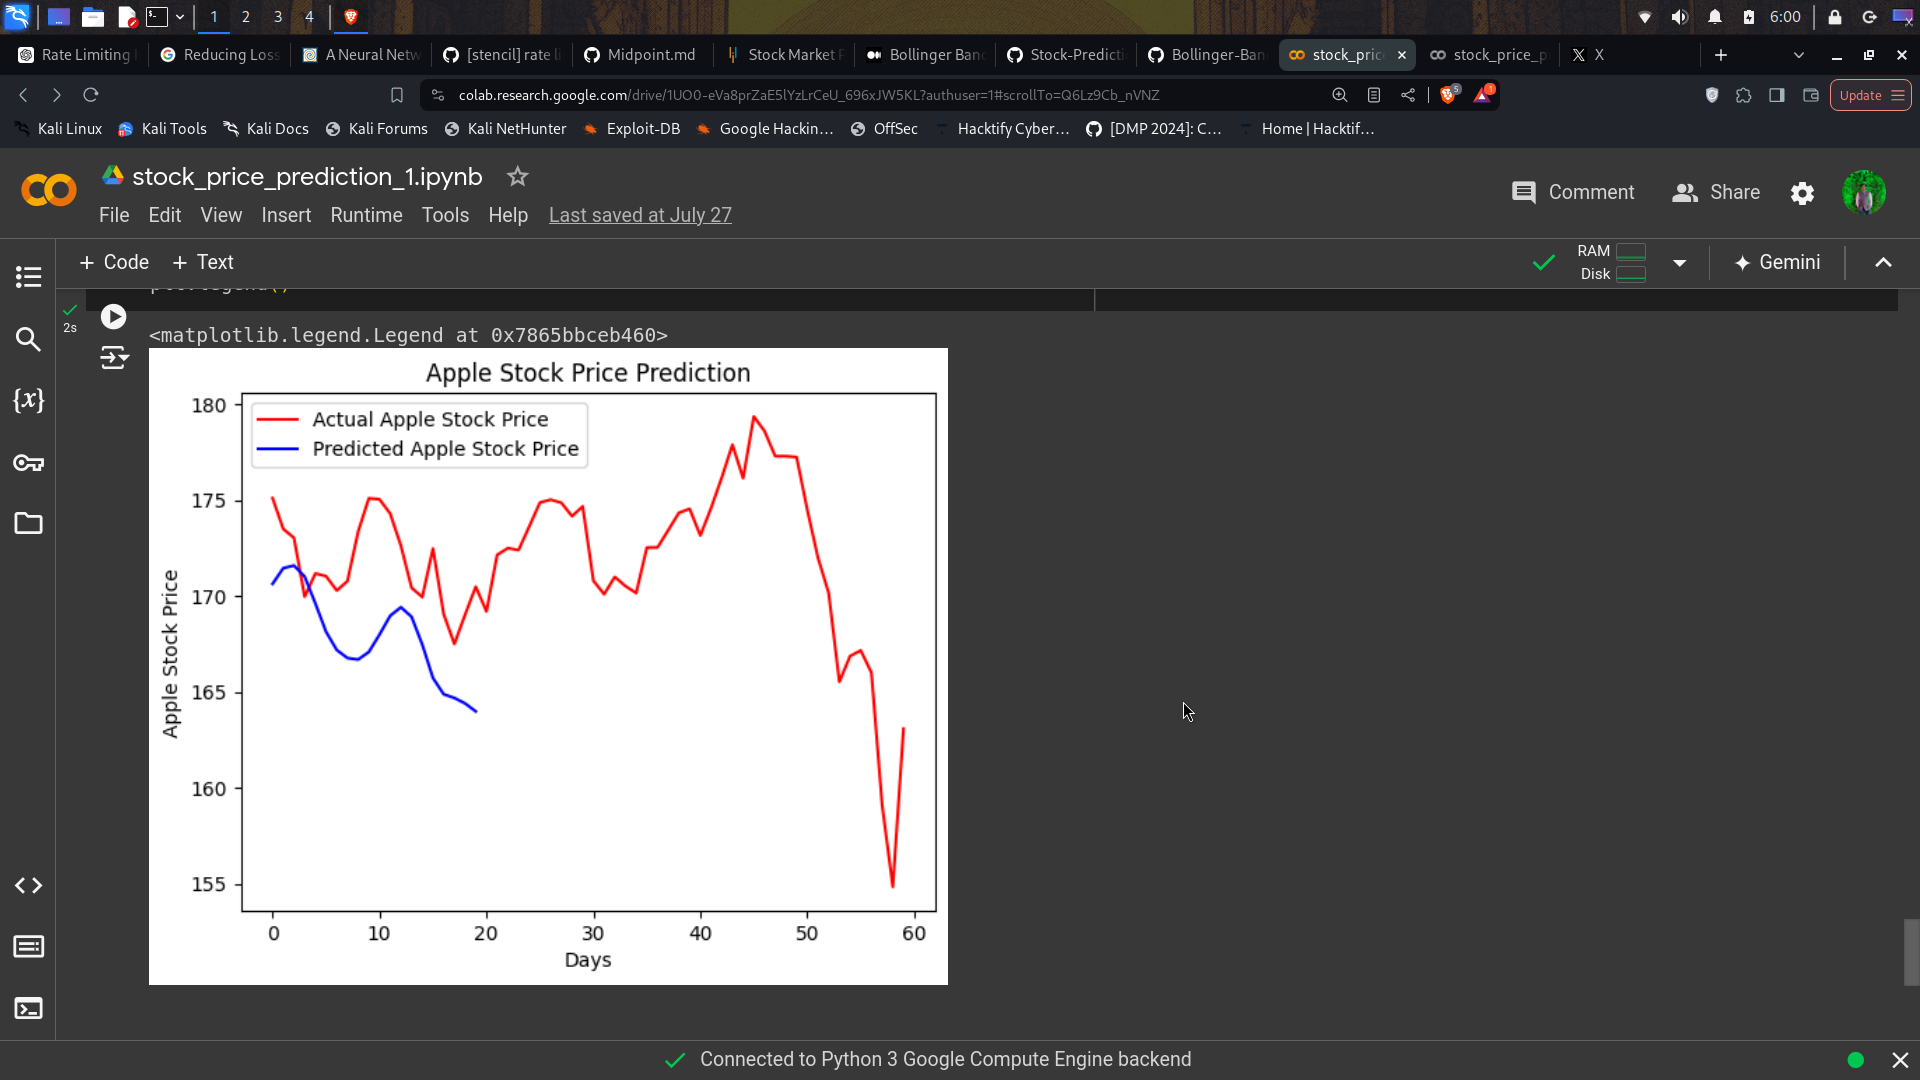 1 2 3 4
6:00
Rate Limiting
Reducing Loss
A Neural Netw
[stencil] rate li
Midpoint.md
Stock Market P
Bollinger Banc
Stock-Predicti
Bollinger-Ban
stock_pric
stock_price_p
X
colab.research.google.com/drive/1UO0-eVa8prZaE5lYzLrCeU_696xJW5KL?authuser=1#scrollTo=Q6Lz9Cb_nVNZ
5
1
Update
Kali Linux
Kali Tools
Kali Docs
Kali Forums
Kali NetHunter
Exploit-DB
Google Hackin...
OffSec
Hacktify Cyber...
[DMP 2024]: C...
Home | Hacktif...
stock_price_prediction_1.ipynb
Comment
Share
File Edit View Insert Runtime Tools Help Last saved at July 27
+ Code + Text
RAM
Disk
Gemini
2s
<matplotlib.legend.Legend at 0x7865bbceb460>
{x}
Apple Stock Price Prediction
Actual Apple Stock Price
Predicted Apple Stock Price
180
175
170
165
160
155
Apple Stock Price
0 10 20 30 40 50 60
Days
Connected to Python 3 Google Compute Engine backend